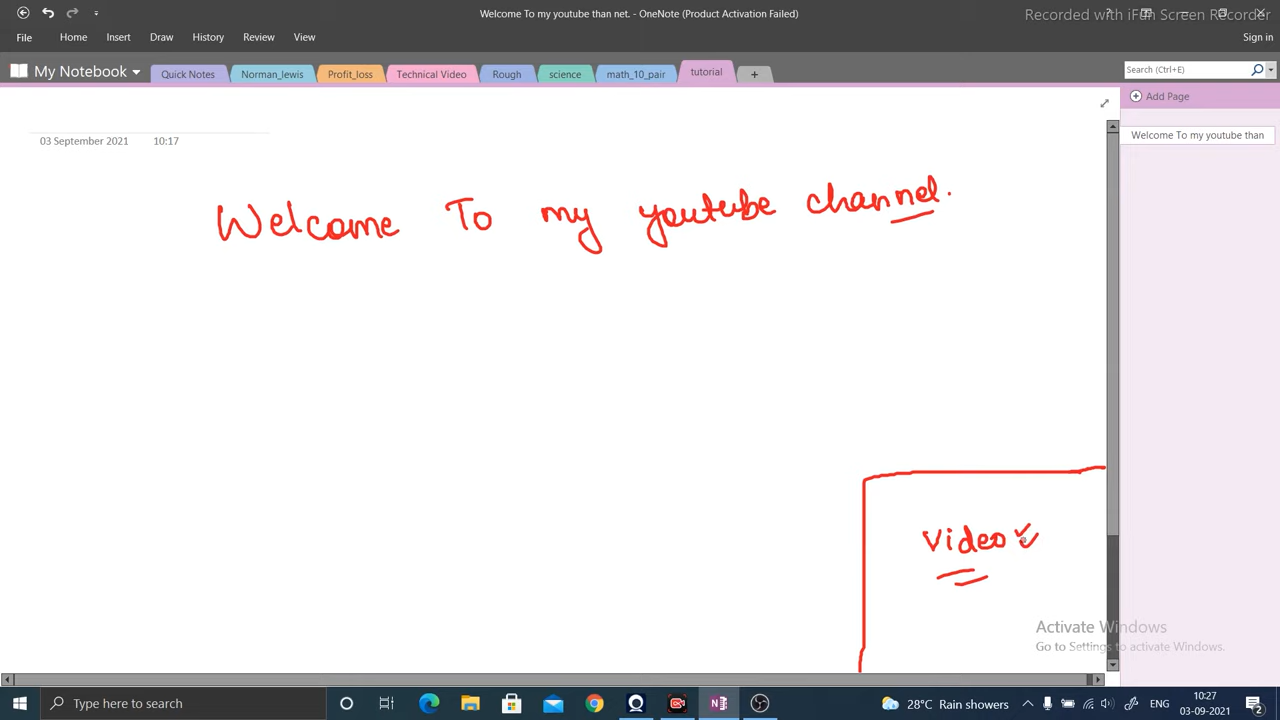 Welcome To my youtube than net. - OneNote (Product Activation Failed)
Recorded with iFun Screen Recorder
File Home Insert Draw History Review View
Sign in
My Notebook Quick Notes Norman_lewis Profit_loss Technical Video Rough science math_10_pair tutorial +
Search (Ctrl+E)
Add Page
Welcome To my youtube than
03 September 2021 10:17
Welcome To my youtube channel.
video
Activate Windows
Go to Settings to activate Windows.
Type here to search
28°C Rain showers
ENG
10:27
03-09-2021
2